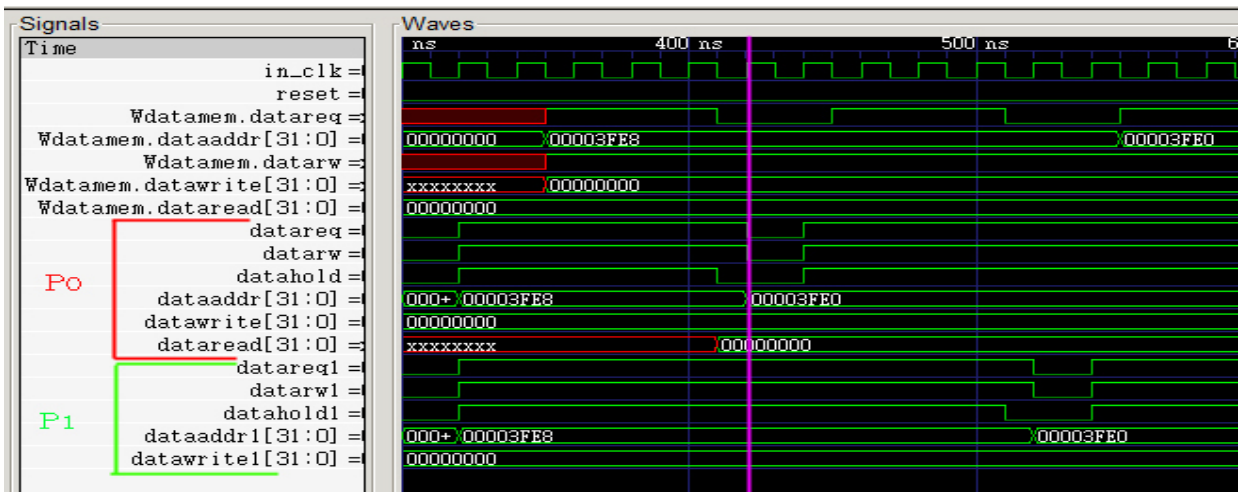 Signals
Waves
Time
ns
400 ns
500 ns
6
in_clk =
reset =
Wdatamem.datareq =
Wdatamem.dataaddr[31:0] =
00000000
00003FE8
00003FE0
Wdatamem.datarw =
Wdatamem.datawrite[31:0] =
xxxxxxxx
00000000
Wdatamem.dataread[31:0] =
00000000
datareq =
datarw =
datahold =
P0
dataaddr[31:0] =
000+
00003FE8
00003FE0
datawrite[31:0] =
00000000
dataread[31:0] =
xxxxxxxx
00000000
datareq1 =
datarw1 =
datahold1 =
P1
dataaddr1[31:0] =
000+
00003FE8
00003FE0
datawrite1[31:0] =
00000000